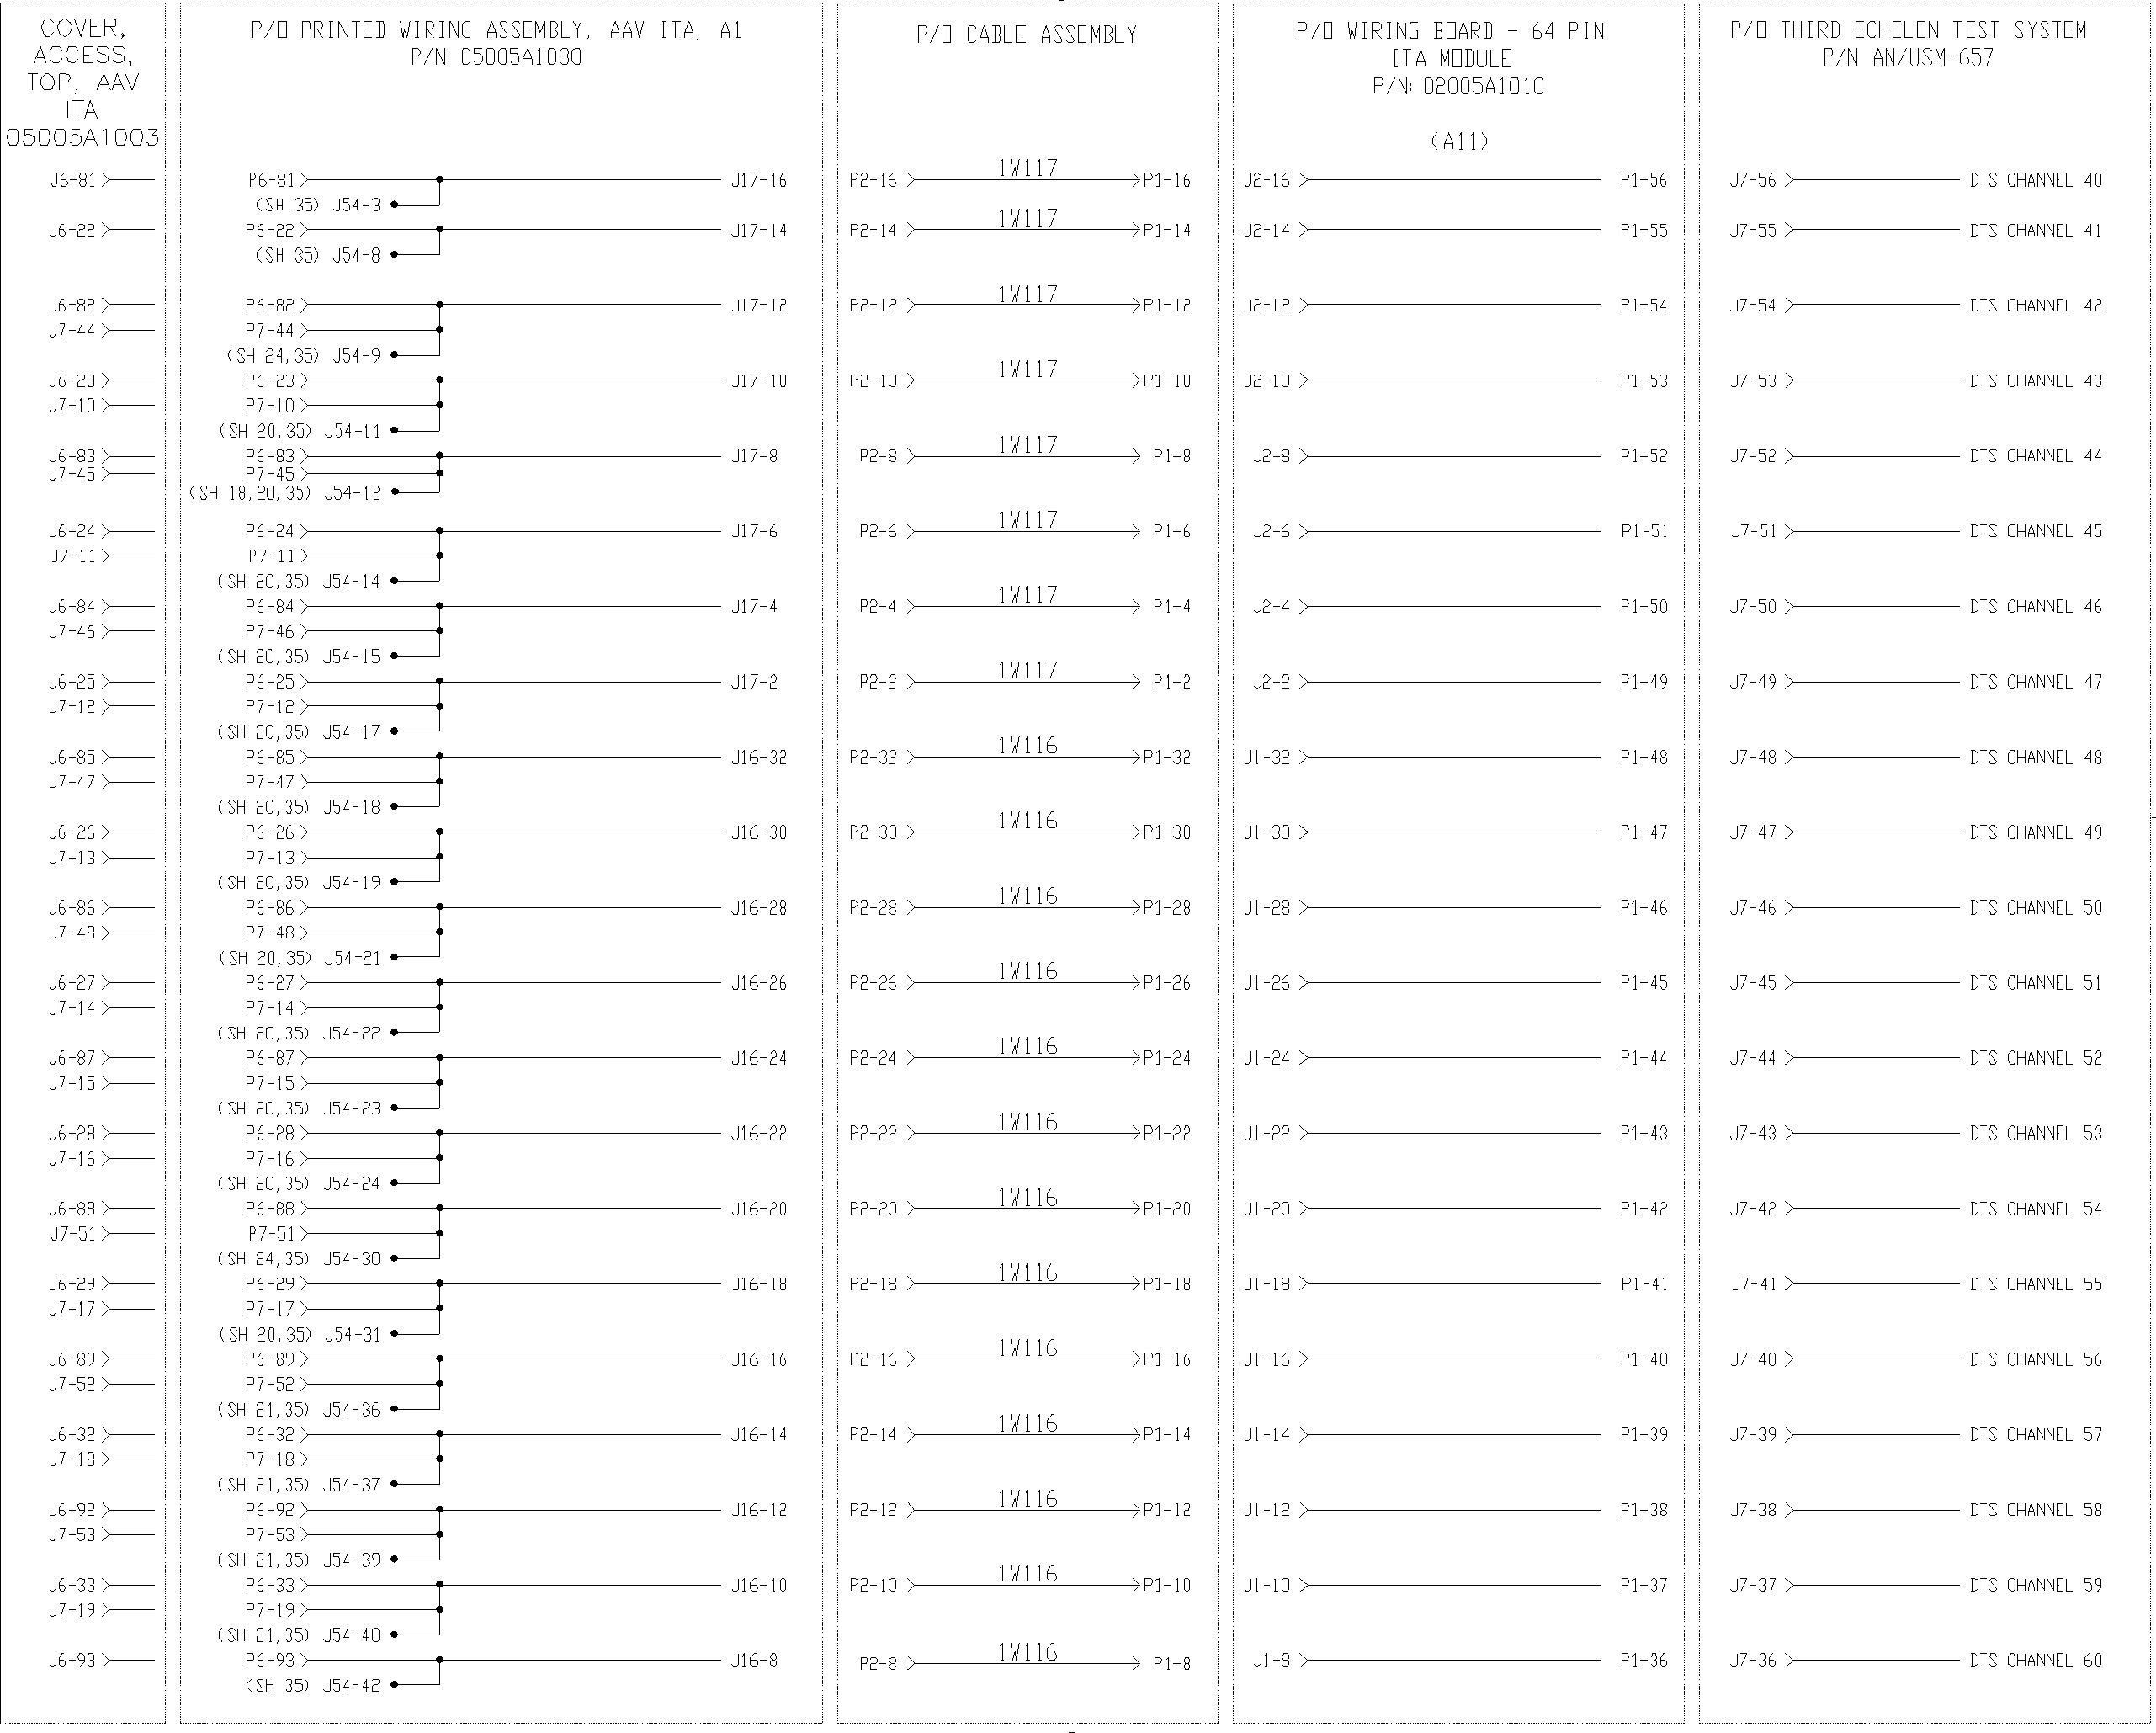 COVER,
ACCESS,
TOP, AAV
ITA
05005A1003
P/O PRINTED WIRING ASSEMBLY, AAV ITA, A1
P/N: 05005A1030
P/O CABLE ASSEMBLY
P/O WIRING BOARD - 64 PIN
ITA MODULE
P/N: 02005A1010
(A11)
P/O THIRD ECHELON TEST SYSTEM
P/N AN/USM-657
J6-81 P6-81 J17-16 P2-16 1W117 P1-16 J2-16 P1-56 J7-56 DTS CHANNEL 40
(SH 35) J54-3
J6-22 P6-22 J17-14 P2-14 1W117 P1-14 J2-14 P1-55 J7-55 DTS CHANNEL 41
(SH 35) J54-8
J6-82 P6-82 J17-12 P2-12 1W117 P1-12 J2-12 P1-54 J7-54 DTS CHANNEL 42
J7-44 P7-44
(SH 24,35) J54-9
J6-23 P6-23 J17-10 P2-10 1W117 P1-10 J2-10 P1-53 J7-53 DTS CHANNEL 43
J7-10 P7-10
(SH 20,35) J54-11
J6-83 P6-83 J17-8 P2-8 1W117 P1-8 J2-8 P1-52 J7-52 DTS CHANNEL 44
J7-45 P7-45
(SH 18,20,35) J54-12
J6-24 P6-24 J17-6 P2-6 1W117 P1-6 J2-6 P1-51 J7-51 DTS CHANNEL 45
J7-11 P7-11
(SH 20,35) J54-14
J6-84 P6-84 J17-4 P2-4 1W117 P1-4 J2-4 P1-50 J7-50 DTS CHANNEL 46
J7-46 P7-46
(SH 20,35) J54-15
J6-25 P6-25 J17-2 P2-2 1W117 P1-2 J2-2 P1-49 J7-49 DTS CHANNEL 47
J7-12 P7-12
(SH 20,35) J54-17
J6-85 P6-85 J16-32 P2-32 1W116 P1-32 J1-32 P1-48 J7-48 DTS CHANNEL 48
J7-47 P7-47
(SH 20,35) J54-18
J6-26 P6-26 J16-30 P2-30 1W116 P1-30 J1-30 P1-47 J7-47 DTS CHANNEL 49
J7-13 P7-13
(SH 20,35) J54-19
J6-86 P6-86 J16-28 P2-28 1W116 P1-28 J1-28 P1-46 J7-46 DTS CHANNEL 50
J7-48 P7-48
(SH 20,35) J54-21
J6-27 P6-27 J16-26 P2-26 1W116 P1-26 J1-26 P1-45 J7-45 DTS CHANNEL 51
J7-14 P7-14
(SH 20,35) J54-22
J6-87 P6-87 J16-24 P2-24 1W116 P1-24 J1-24 P1-44 J7-44 DTS CHANNEL 52
J7-15 P7-15
(SH 20,35) J54-23
J6-28 P6-28 J16-22 P2-22 1W116 P1-22 J1-22 P1-43 J7-43 DTS CHANNEL 53
J7-16 P7-16
(SH 20,35) J54-24
J6-88 P6-88 J16-20 P2-20 1W116 P1-20 J1-20 P1-42 J7-42 DTS CHANNEL 54
J7-51 P7-51
(SH 24,35) J54-30
J6-29 P6-29 J16-18 P2-18 1W116 P1-18 J1-18 P1-41 J7-41 DTS CHANNEL 55
J7-17 P7-17
(SH 20,35) J54-31
J6-89 P6-89 J16-16 P2-16 1W116 P1-16 J1-16 P1-40 J7-40 DTS CHANNEL 56
J7-52 P7-52
(SH 21,35) J54-36
J6-32 P6-32 J16-14 P2-14 1W116 P1-14 J1-14 P1-39 J7-39 DTS CHANNEL 57
J7-18 P7-18
(SH 21,35) J54-37
J6-92 P6-92 J16-12 P2-12 1W116 P1-12 J1-12 P1-38 J7-38 DTS CHANNEL 58
J7-53 P7-53
(SH 21,35) J54-39
J6-33 P6-33 J16-10 P2-10 1W116 P1-10 J1-10 P1-37 J7-37 DTS CHANNEL 59
J7-19 P7-19
(SH 21,35) J54-40
J6-93 P6-93 J16-8 P2-8 1W116 P1-8 J1-8 P1-36 J7-36 DTS CHANNEL 60
(SH 35) J54-42